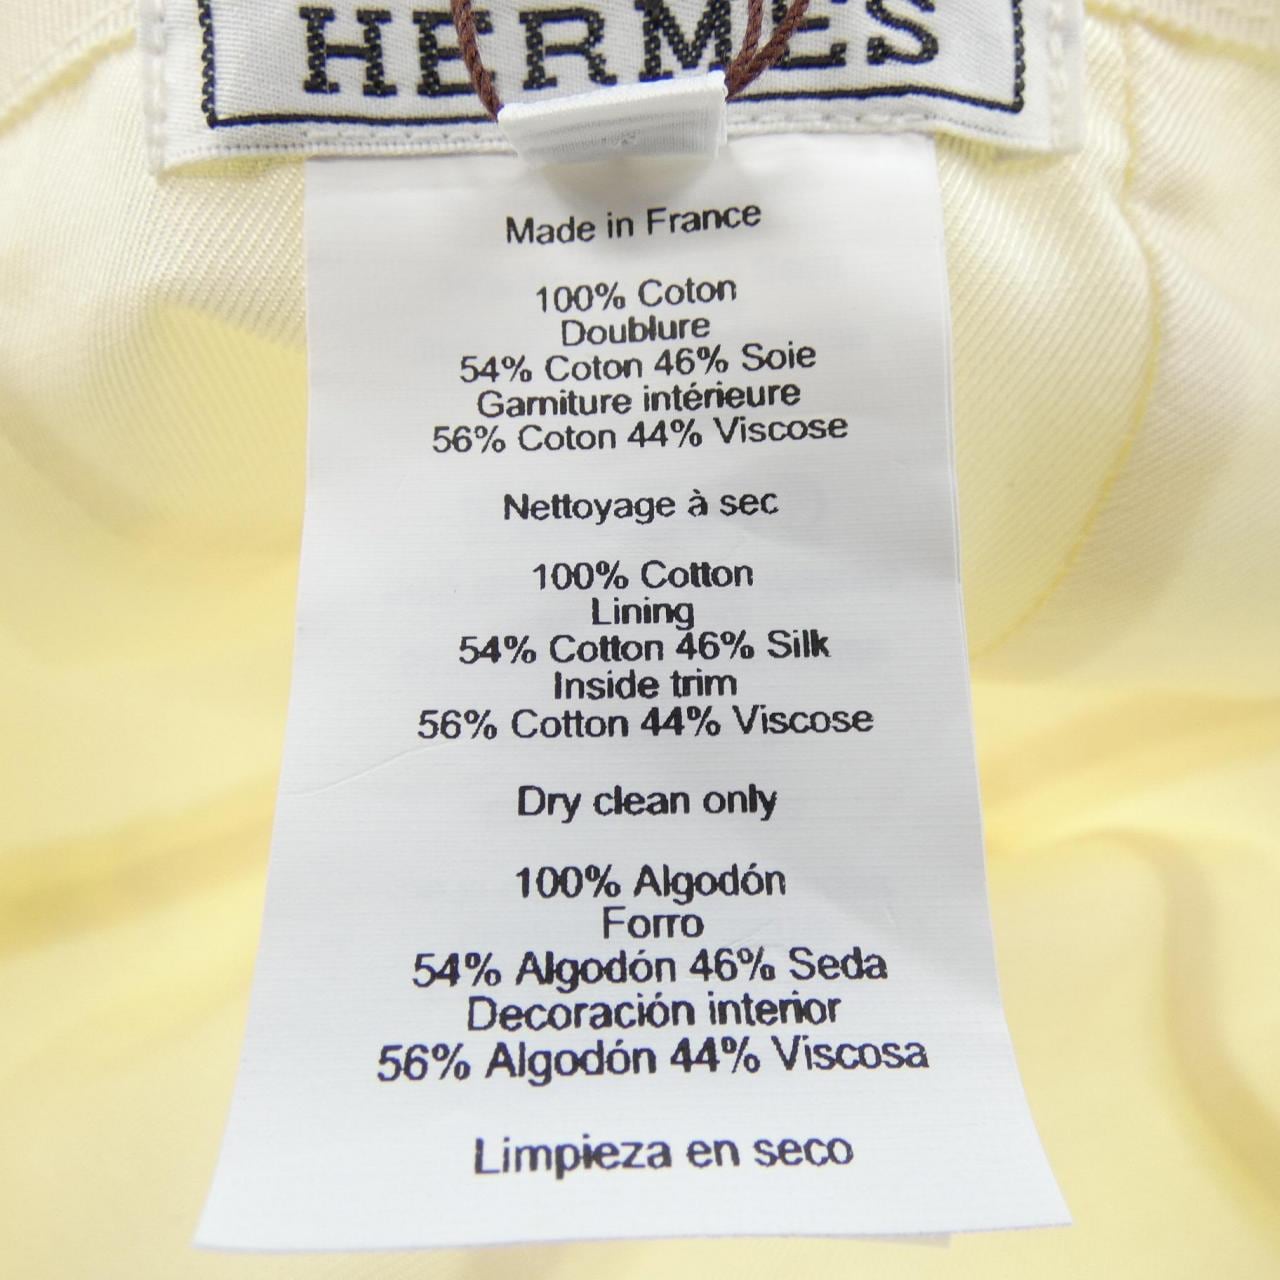 HERMES
Made in France
100% Coton
Doublure
54% Coton 46% Soie
Garniture intérieure
56% Coton 44% Viscose
Nettoyage à sec
100% Cotton
Lining
54% Cotton 46% Silk
Inside trim
56% Cotton 44% Viscose
Dry clean only
100% Algodón
Forro
54% Algodón 46% Seda
Decoración interior
56% Algodón 44% Viscosa
Limpieza en seco